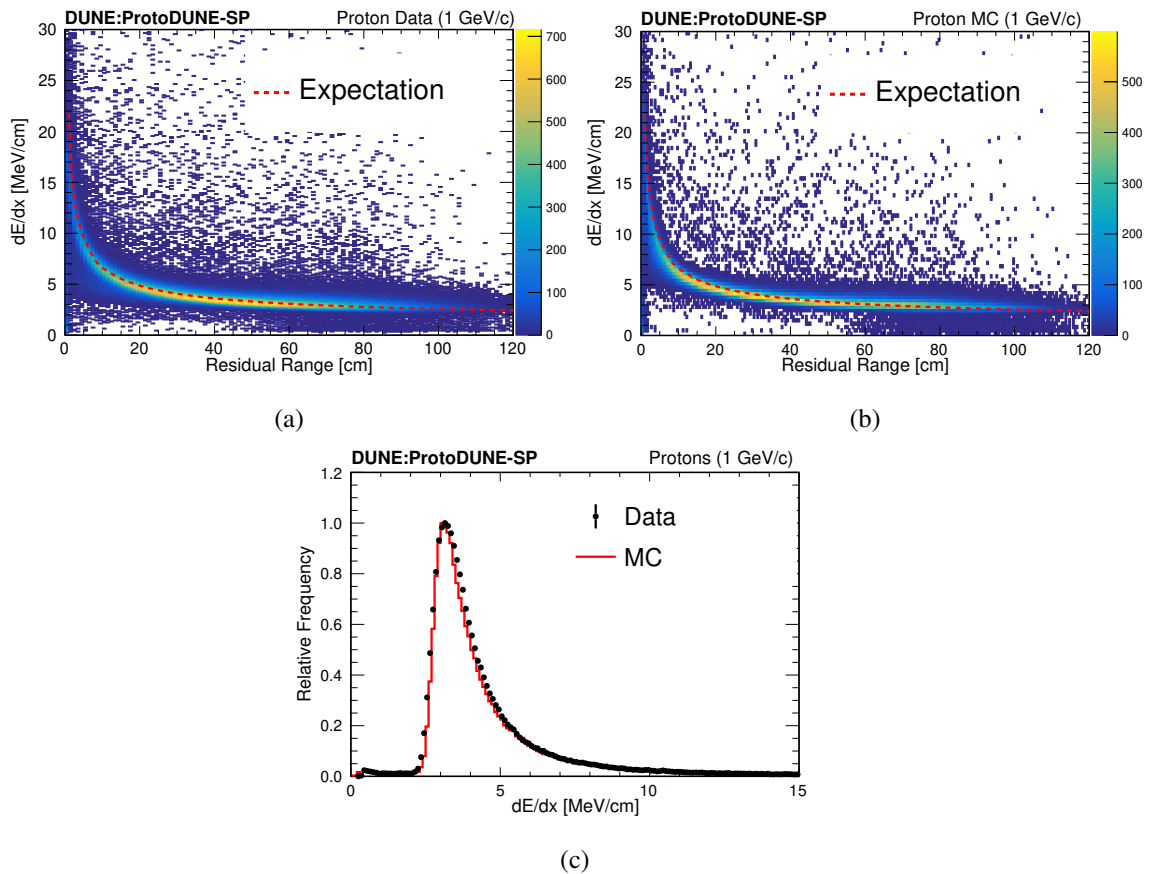 DUNE:ProtoDUNE-SP Proton Data (1 GeV/c)
30
25
20
15
10
5
0
dE/dx [MeV/cm]
Expectation
700
600
500
400
300
200
100
0
0 20 40 60 80 100 120
Residual Range [cm]
(a)
DUNE:ProtoDUNE-SP Proton MC (1 GeV/c)
30
25
20
15
10
5
0
dE/dx [MeV/cm]
Expectation
500
400
300
200
100
0
0 20 40 60 80 100 120
Residual Range [cm]
(b)
DUNE:ProtoDUNE-SP Protons (1 GeV/c)
1.2
1.0
0.8
0.6
0.4
0.2
0.0
Relative Frequency
Data
MC
0 5 10 15
dE/dx [MeV/cm]
(c)